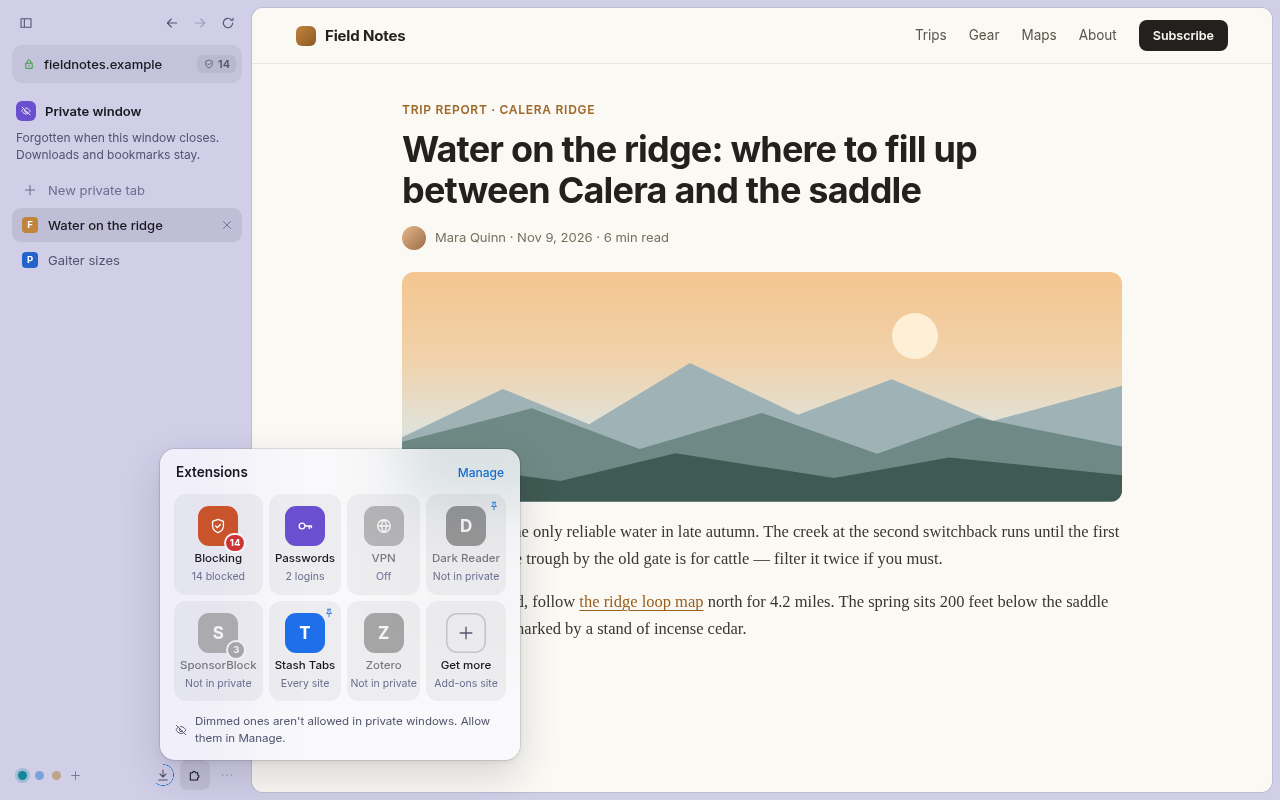 fieldnotes.example
14
Private window
Forgotten when this window closes.
Downloads and bookmarks stay.
New private tab
F
Water on the ridge
P
Gaiter sizes
Field Notes
Trips
Gear
Maps
About
Subscribe
TRIP REPORT · CALERA RIDGE
Water on the ridge: where to fill up
between Calera and the saddle
Mara Quinn · Nov 9, 2026 · 6 min read
only reliable water in late autumn. The creek at the second switchback runs until the first
trough by the old gate is for cattle — filter it twice if you must.
follow the ridge loop map north for 4.2 miles. The spring sits 200 feet below the saddle
marked by a stand of incense cedar.
Extensions
Manage
14
Blocking
14 blocked
Passwords
2 logins
VPN
Off
D
Dark Reader
Not in private
S
3
SponsorBlock
Not in private
T
Stash Tabs
Every site
Z
Zotero
Not in private
Get more
Add-ons site
Dimmed ones aren't allowed in private windows. Allow
them in Manage.